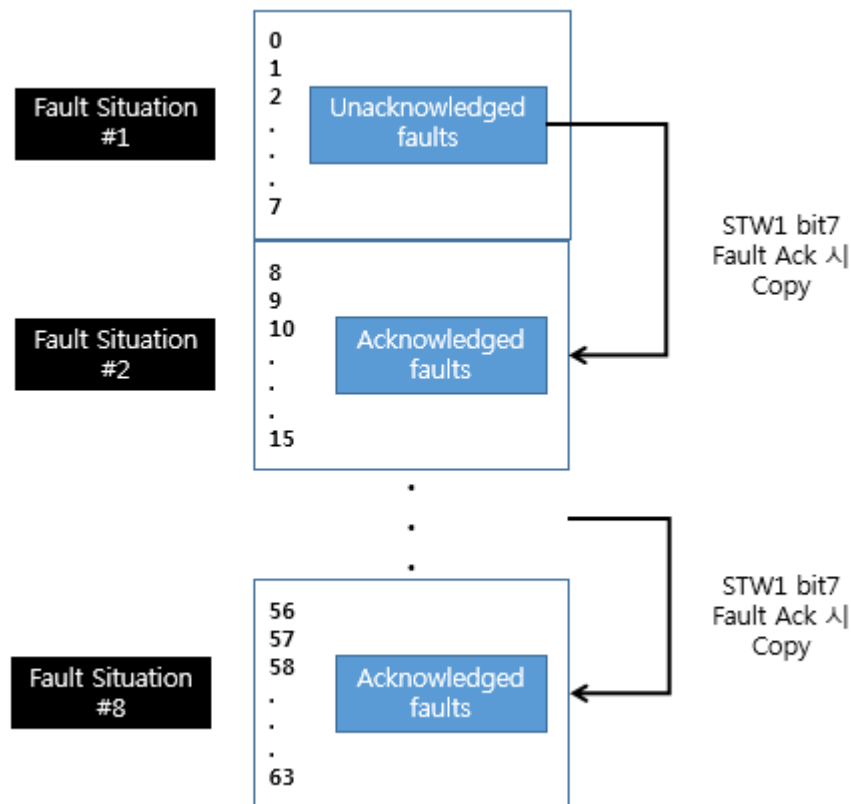 Fault Situation
#1
0
1
2
.
.
.
7
Unacknowledged
faults
STW1 bit7
Fault Ack 시
Copy
Fault Situation
#2
8
9
10
.
.
.
15
Acknowledged
faults
.
.
.
STW1 bit7
Fault Ack 시
Copy
Fault Situation
#8
56
57
58
.
.
.
63
Acknowledged
faults